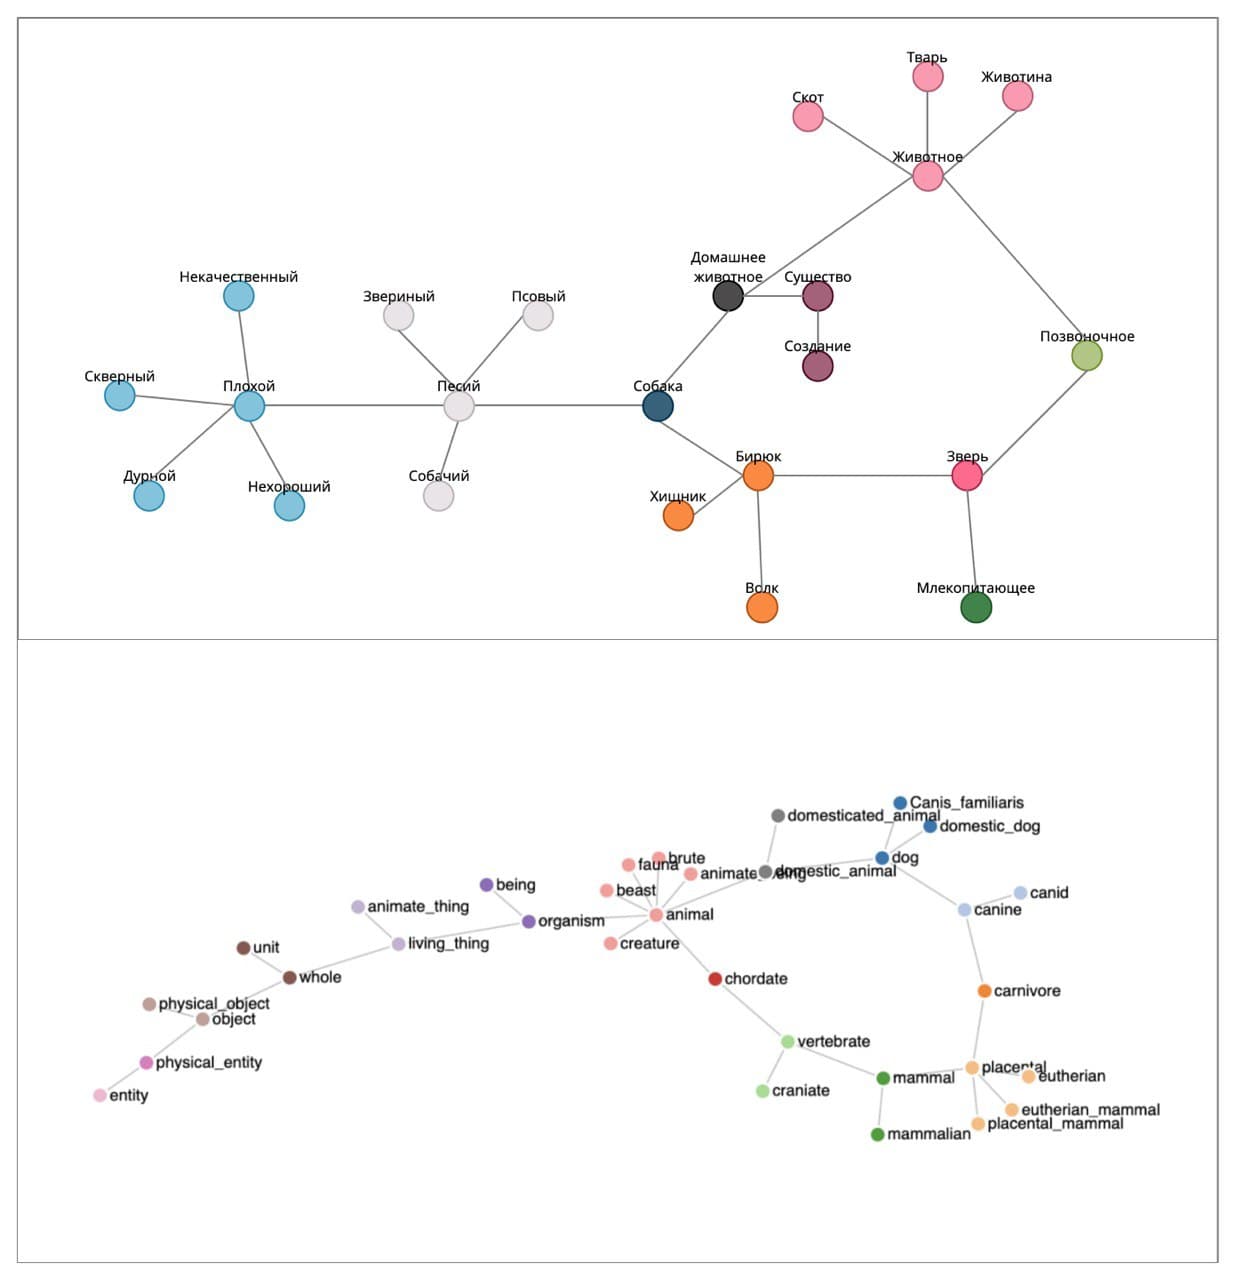 Тварь
Животина
Скот
Животное
Домашнее
животное
Существо
Некачественный
Звериный
Псовый
Создание
Позвоночное
Скверный
Плохой
Песий
Собака
Бирюк
Зверь
Дурной
Нехороший
Собачий
Хищник
Волк
Млекопитающее
Canis_familiaris
domesticated_animal
domestic_dog
brute
dog
fauna
animate_being
domestic_animal
being
beast
canid
animate_thing
canine
animal
organism
creature
living_thing
unit
whole
chordate
carnivore
physical_object
object
vertebrate
physical_entity
placental
mammal
eutherian
entity
craniate
eutherian_mammal
placental_mammal
mammalian